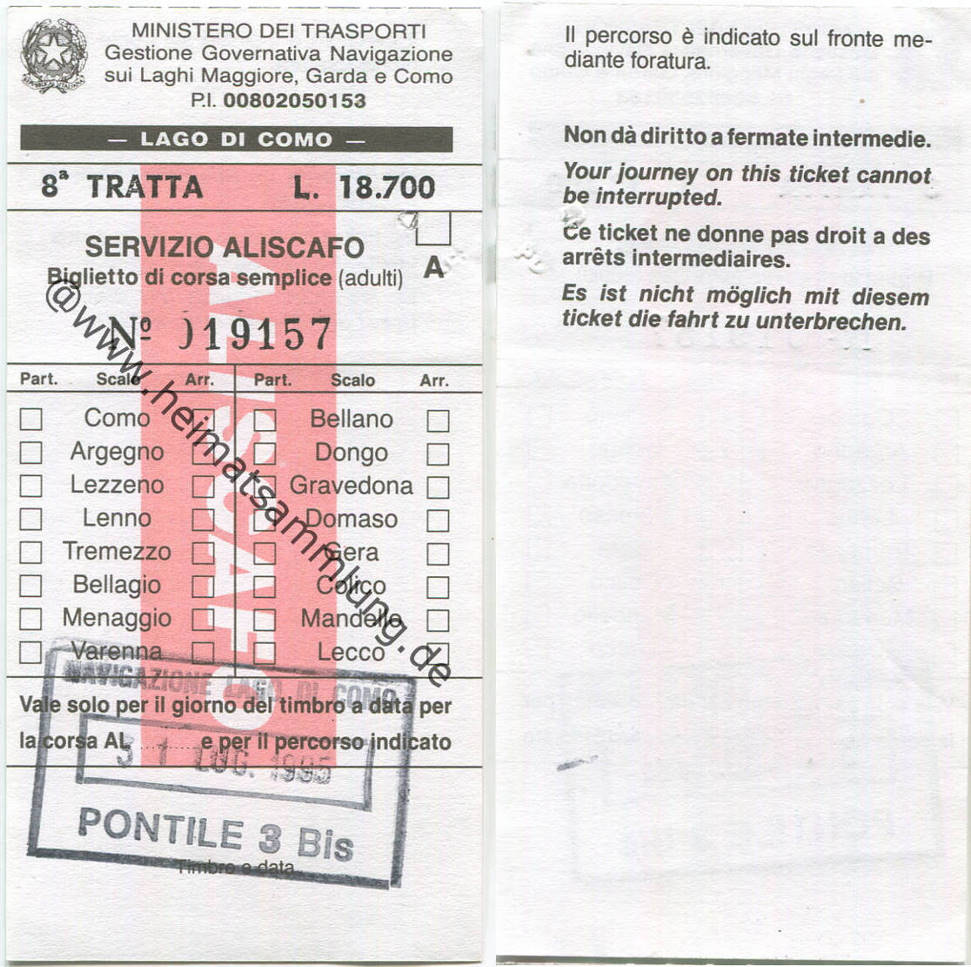 MINISTERO DEI TRASPORTI
Gestione Governativa Navigazione
sui Laghi Maggiore, Garda e Como
P.I. 00802050153
— LAGO DI COMO —
8ª TRATTA L. 18.700
SERVIZIO ALISCAFO
A
Biglietto di corsa semplice (adulti)
Nº 019157
ALISCAFO
Part. Scalo Arr. Part. Scalo Arr.
Como Bellano
Argegno Dongo
Lezzeno Gravedona
Lenno Domaso
Tremezzo Gera
Bellagio Colico
Menaggio Mandello
Varenna Lecco
NAVIGAZIONE LAGO DI COMO
Vale solo per il giorno del timbro a data per
la corsa AL ........ e per il percorso indicato
31 LUG. 1995
PONTILE 3 Bis
Timbro e data
@www.heimatsammlung.de
Il percorso è indicato sul fronte me-
diante foratura.
Non dà diritto a fermate intermedie.
Your journey on this ticket cannot
be interrupted.
Ce ticket ne donne pas droit a des
arrêts intermediaires.
Es ist nicht möglich mit diesem
ticket die fahrt zu unterbrechen.